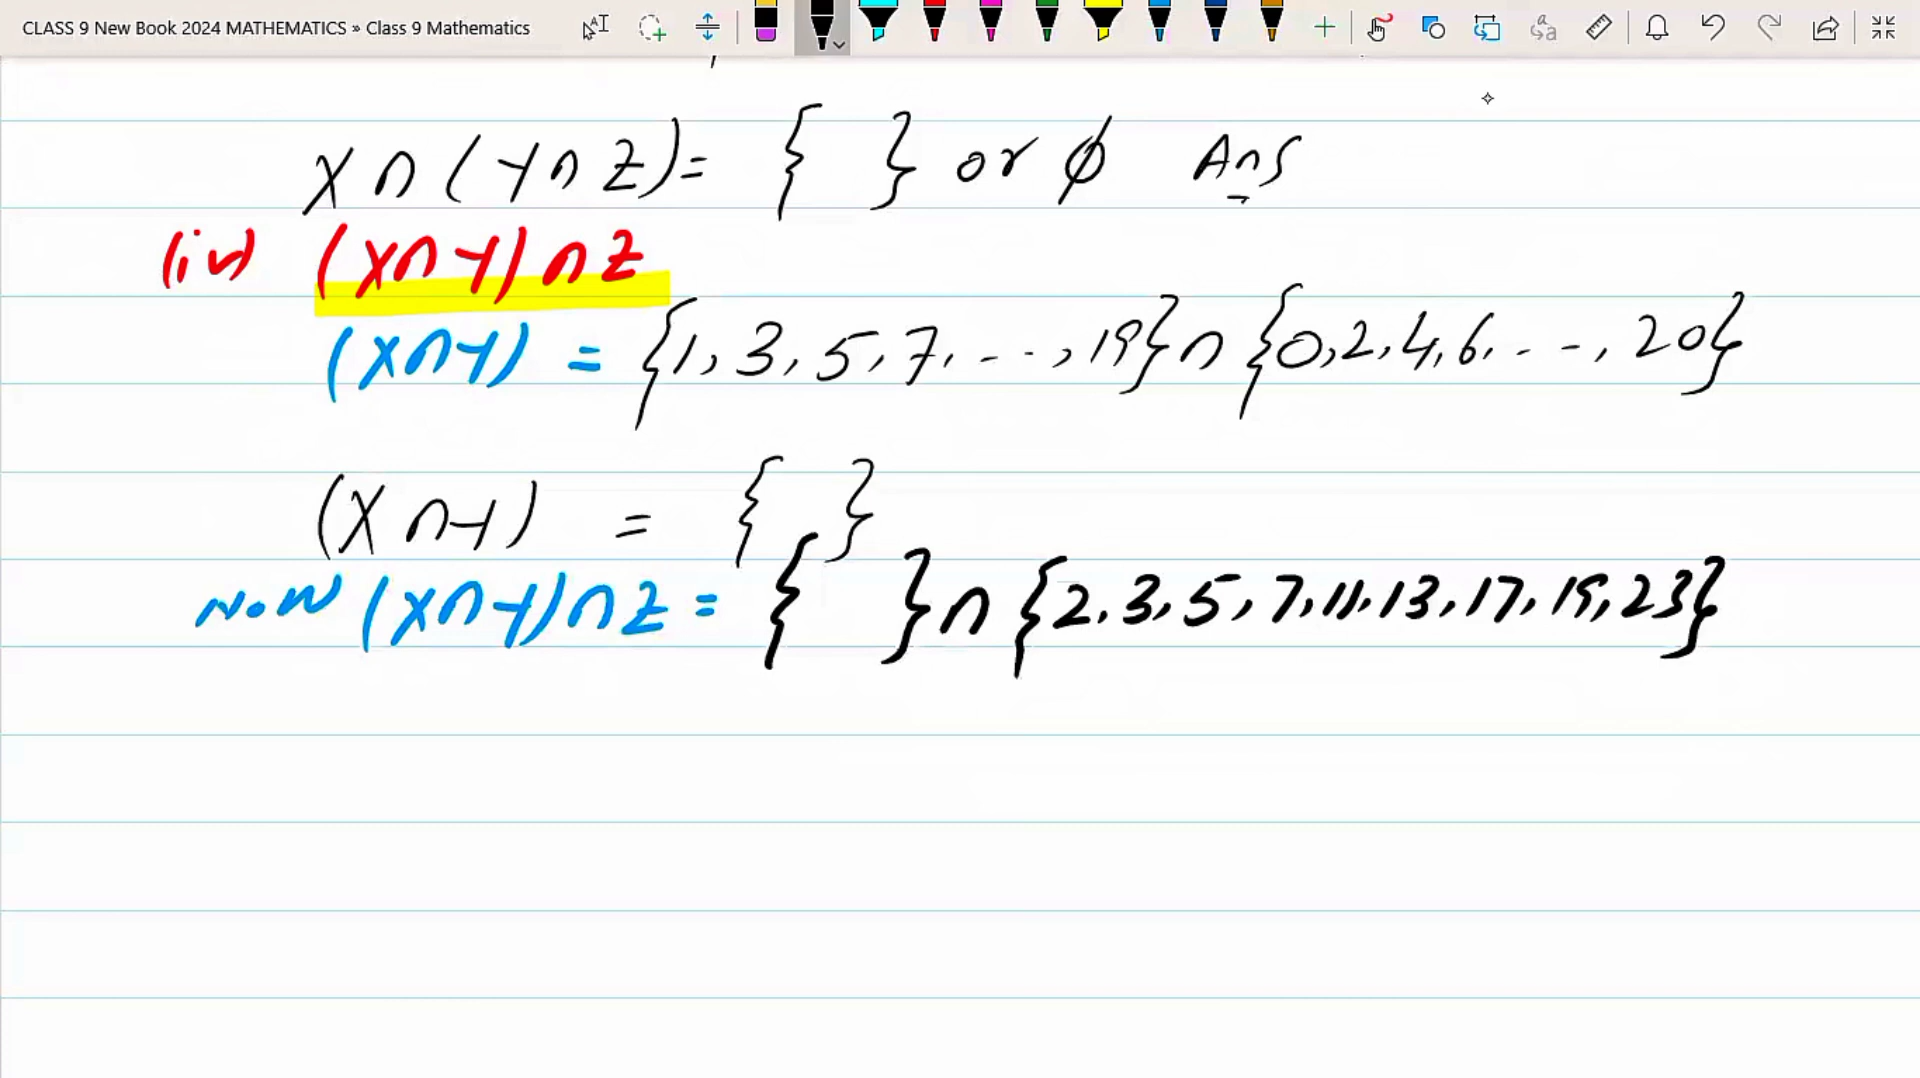 CLASS 9 New Book 2024 MATHEMATICS » Class 9 Mathematics
X∩(Y∩Z)= { } or ϕ Ans
(iv) (X∩Y)∩Z
(X∩Y) = {1, 3, 5, 7, ..., 19}∩{0, 2, 4, 6, ..., 20}
(X∩Y) = { }
Now (X∩Y)∩Z = { }∩{2, 3, 5, 7, 11, 13, 17, 19, 23}